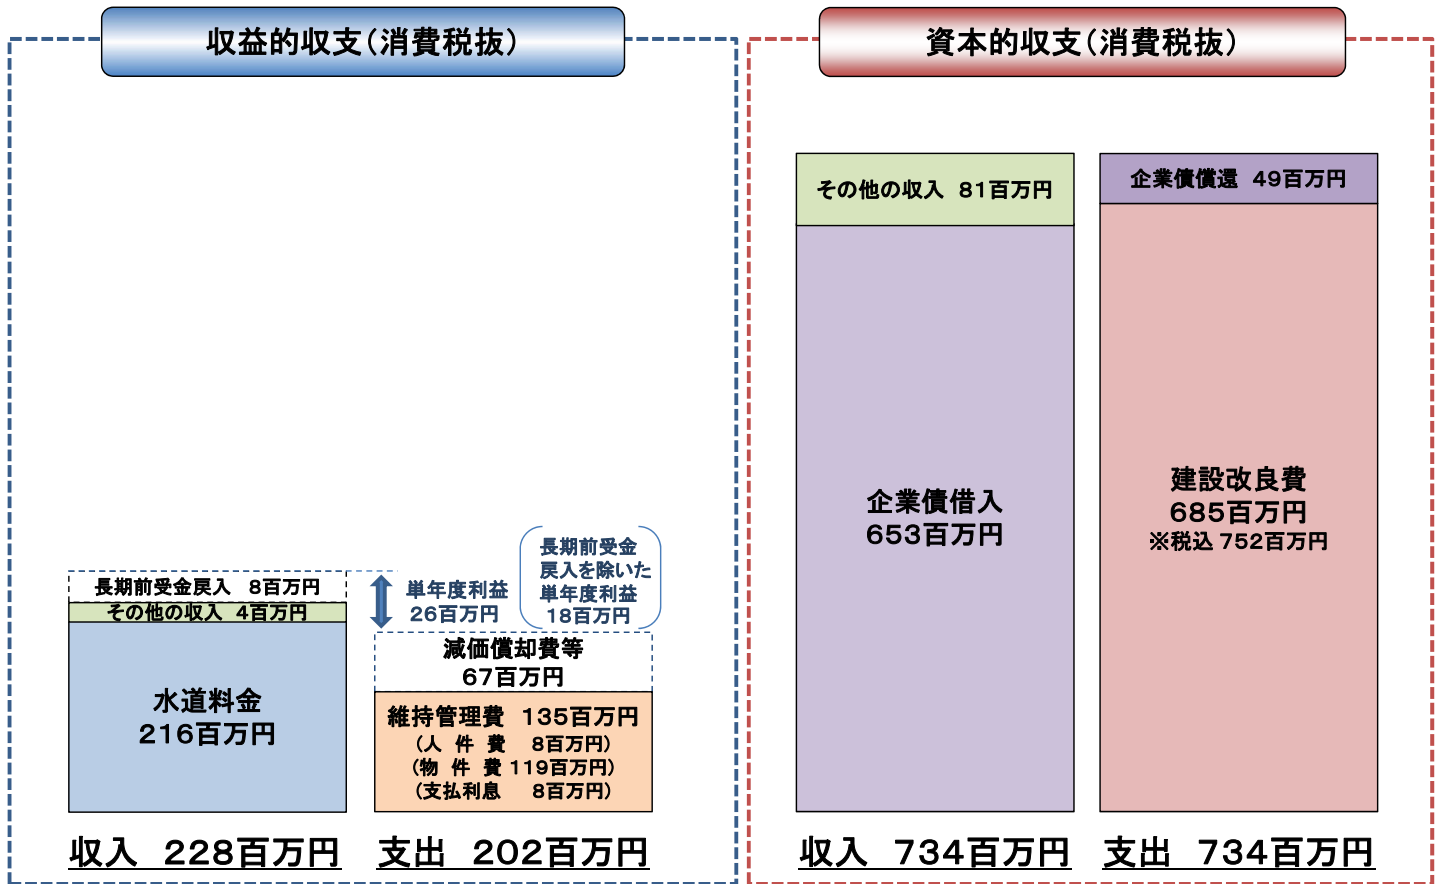 収益的収支（消費税抜）
長期前受金戻入　8百万円
その他の収入　4百万円
水道料金
216百万円
収入　228百万円
単年度利益
26百万円
長期前受金
戻入を除いた
単年度利益
18百万円
減価償却費等
67百万円
維持管理費　135百万円
（人　件　費　　8百万円）
（物　件　費 119百万円）
（支払利息　　8百万円）
支出　202百万円
資本的収支（消費税抜）
その他の収入　81百万円
企業債借入
653百万円
収入　734百万円
企業債償還　49百万円
建設改良費
685百万円
※税込 752百万円
支出　734百万円